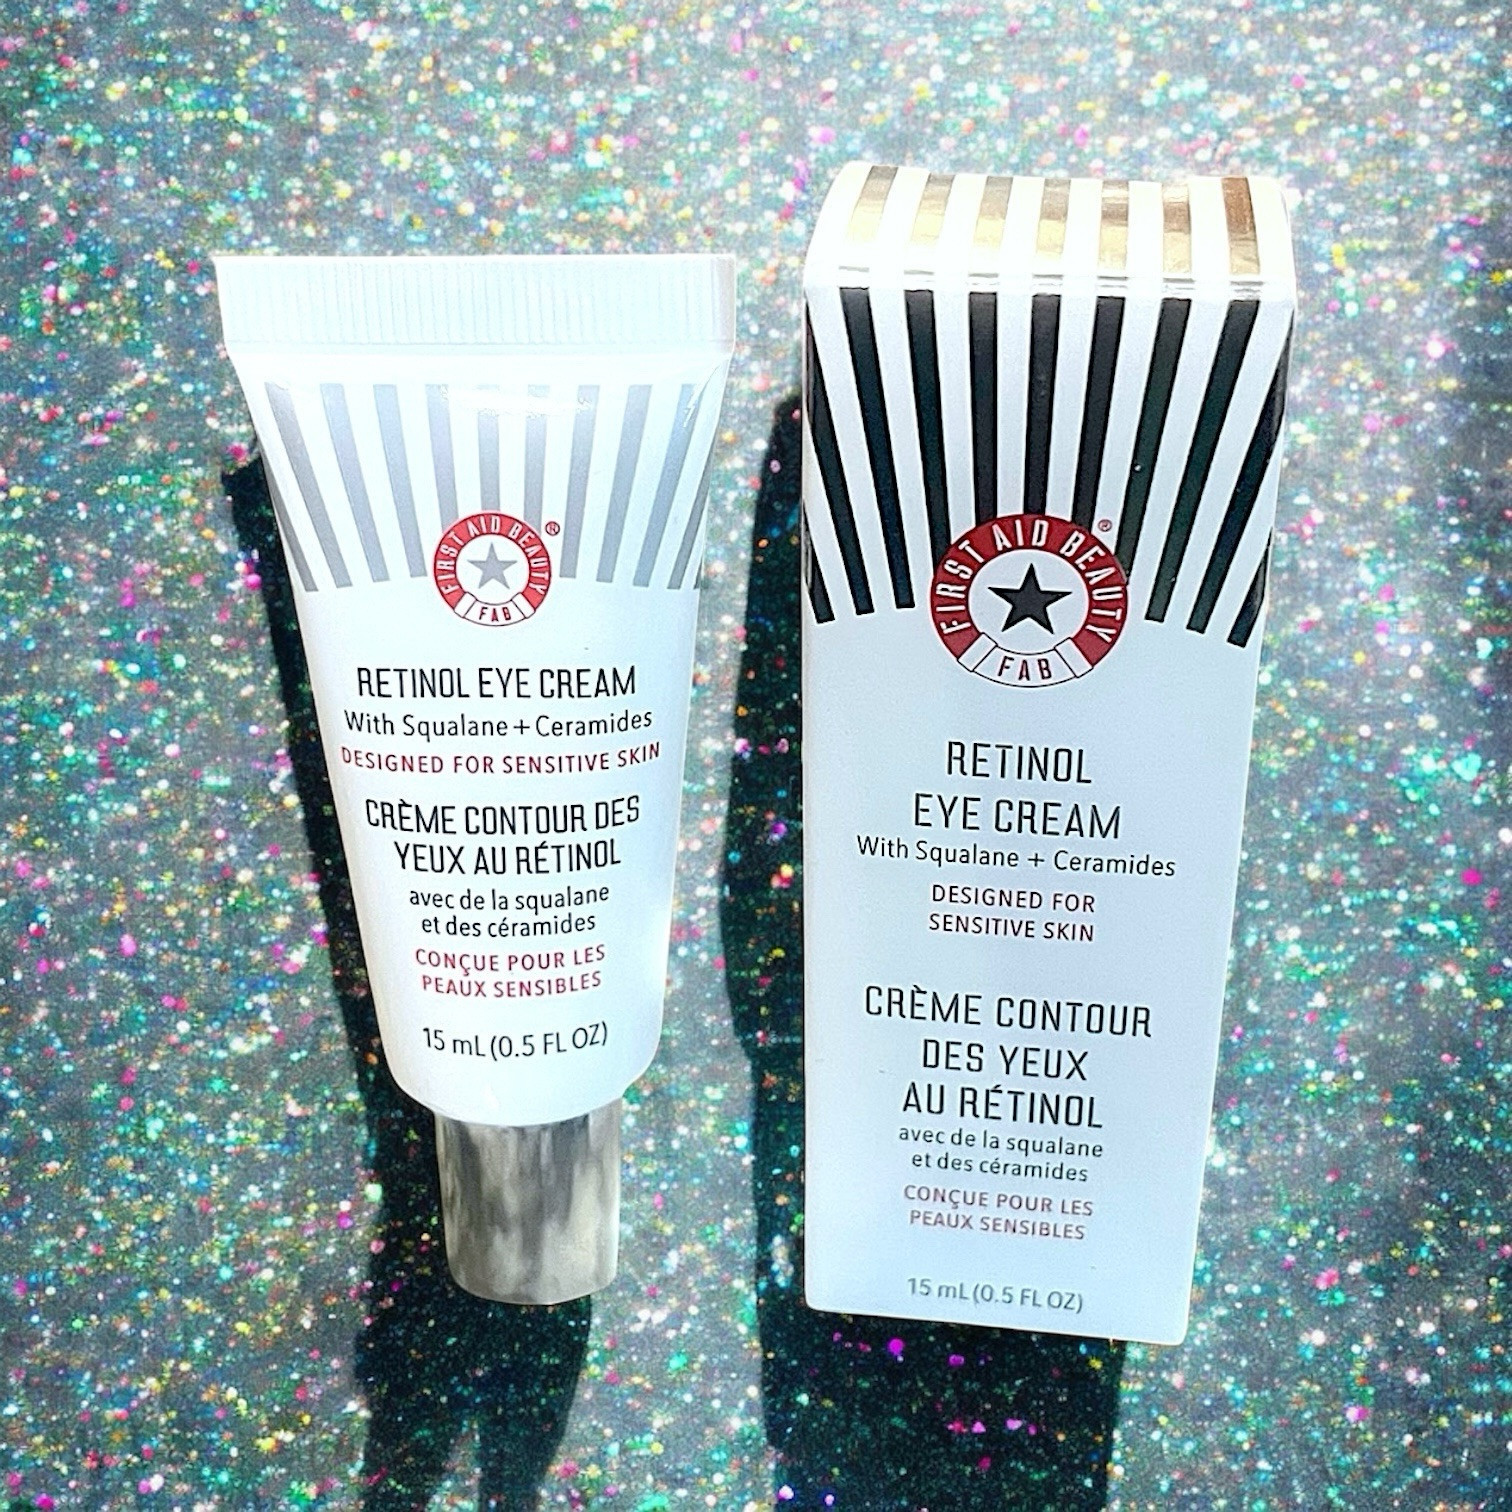 FIRST AID BEAUTY®
FAB
RETINOL EYE CREAM
With Squalane + Ceramides
DESIGNED FOR SENSITIVE SKIN
CRÈME CONTOUR DES
YEUX AU RÉTINOL
avec de la squalane
et des céramides
CONÇUE POUR LES
PEAUX SENSIBLES
15 mL (0.5 FL OZ)
FIRST AID BEAUTY®
FAB
RETINOL
EYE CREAM
With Squalane + Ceramides
DESIGNED FOR
SENSITIVE SKIN
CRÈME CONTOUR
DES YEUX
AU RÉTINOL
avec de la squalane
et des céramides
CONÇUE POUR LES
PEAUX SENSIBLES
15 mL (0.5 FL OZ)